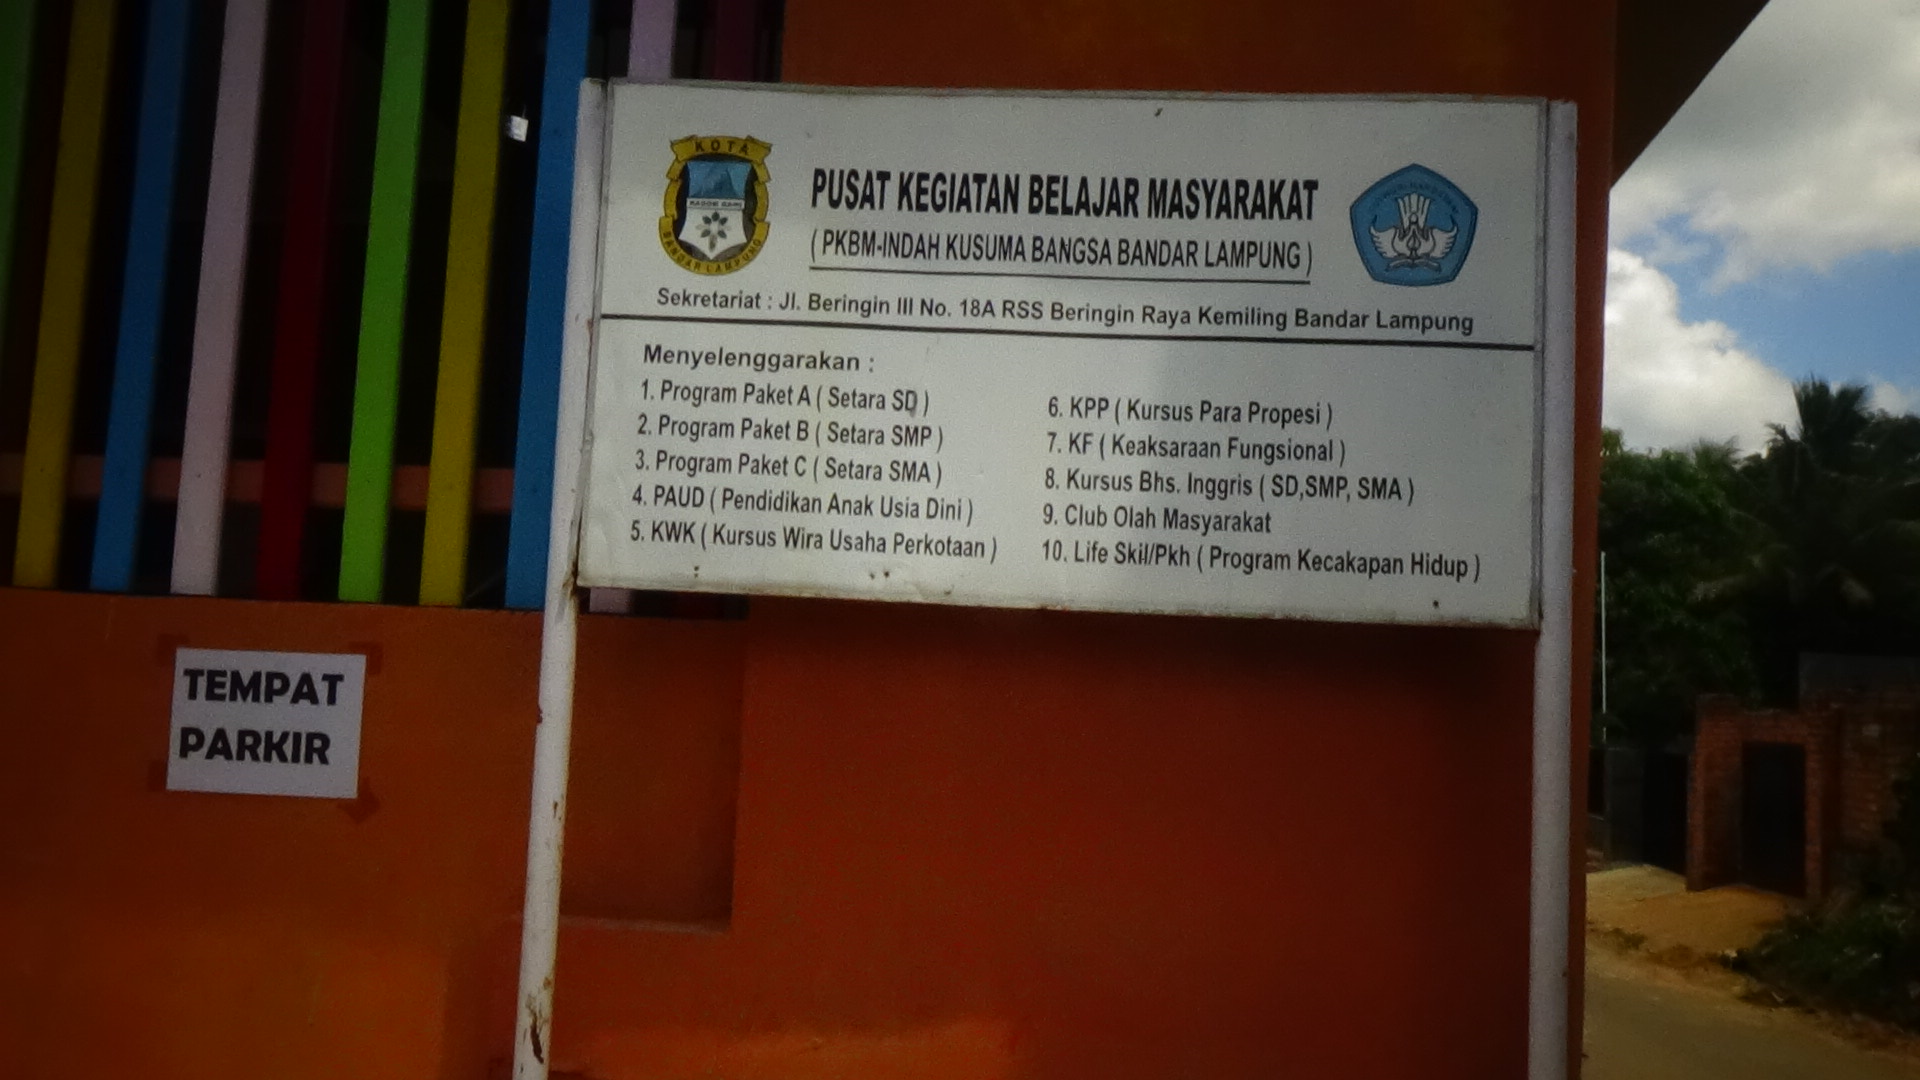 KOTA
BANDAR LAMPUNG
PUSAT KEGIATAN BELAJAR MASYARAKAT
( PKBM-INDAH KUSUMA BANGSA BANDAR LAMPUNG )
Sekretariat : Jl. Beringin III No. 18A RSS Beringin Raya Kemiling Bandar Lampung
Menyelenggarakan :
1. Program Paket A ( Setara SD )
2. Program Paket B ( Setara SMP )
3. Program Paket C ( Setara SMA )
4. PAUD ( Pendidikan Anak Usia Dini )
5. KWK ( Kursus Wira Usaha Perkotaan )
6. KPP ( Kursus Para Propesi )
7. KF ( Keaksaraan Fungsional )
8. Kursus Bhs. Inggris ( SD,SMP, SMA )
9. Club Olah Masyarakat
10. Life Skil/Pkh ( Program Kecakapan Hidup )
TEMPAT
PARKIR